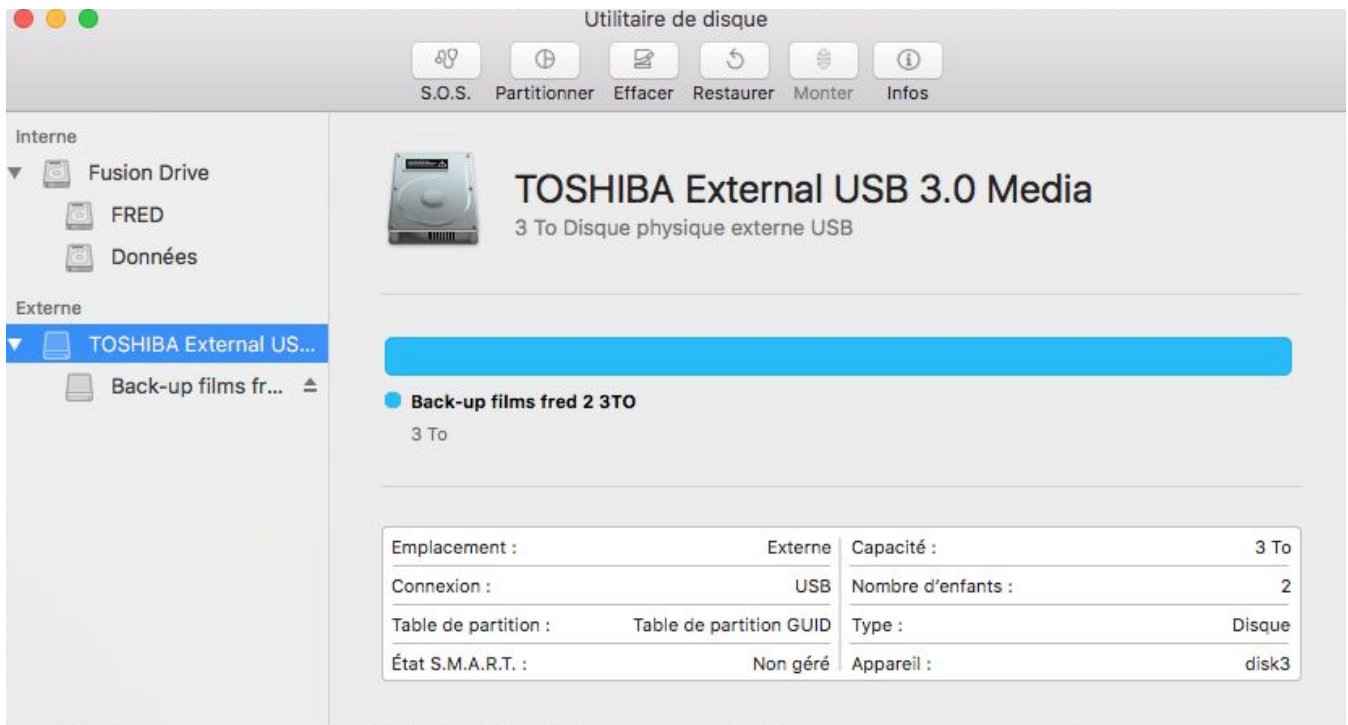 Utilitaire de disque
S.O.S. Partitionner Effacer Restaurer Monter Infos
Interne
Fusion Drive
FRED
Données
Externe
TOSHIBA External US...
Back-up films fr...
TOSHIBA External USB 3.0 Media
3 To Disque physique externe USB
Back-up films fred 2 3TO
3 To
Emplacement : Externe Capacité : 3 To
Connexion : USB Nombre d'enfants : 2
Table de partition : Table de partition GUID Type : Disque
État S.M.A.R.T. : Non géré Appareil : disk3